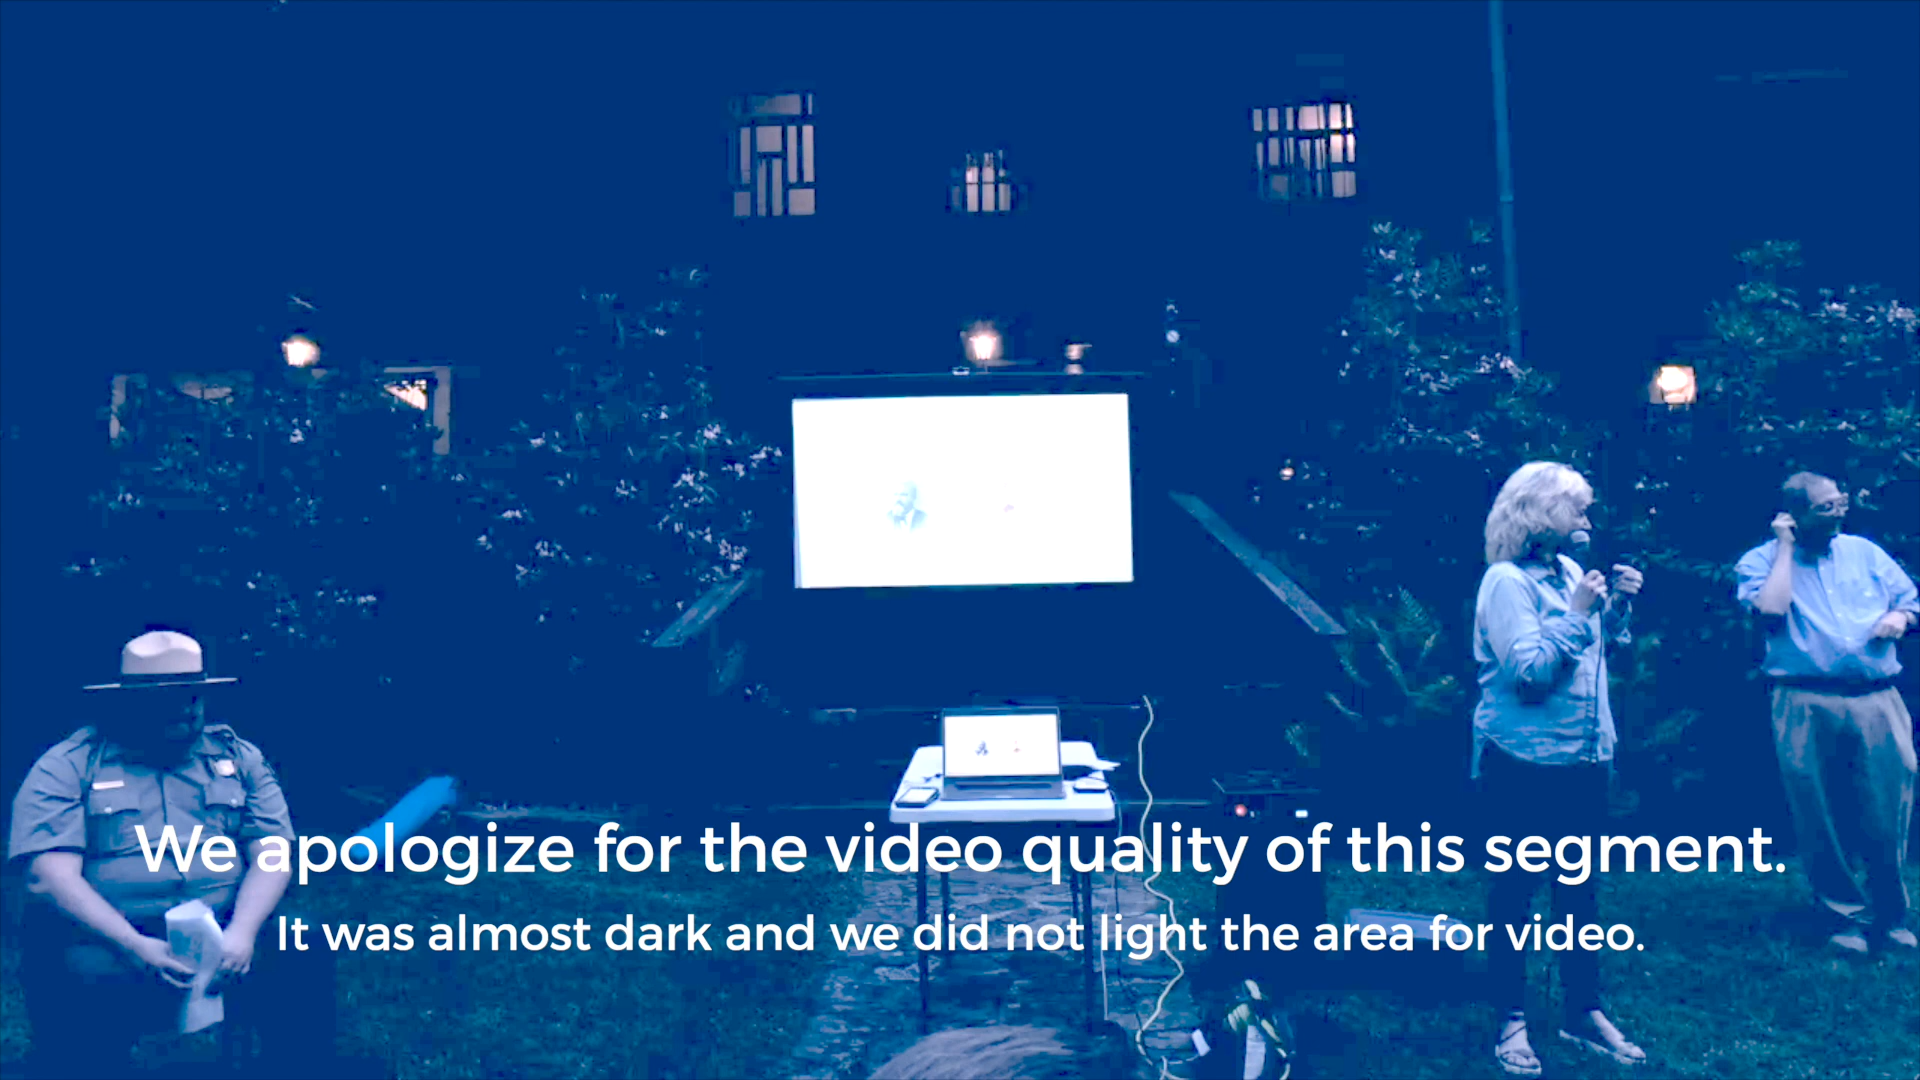 We apologize for the video quality of this segment.
It was almost dark and we did not light the area for video.